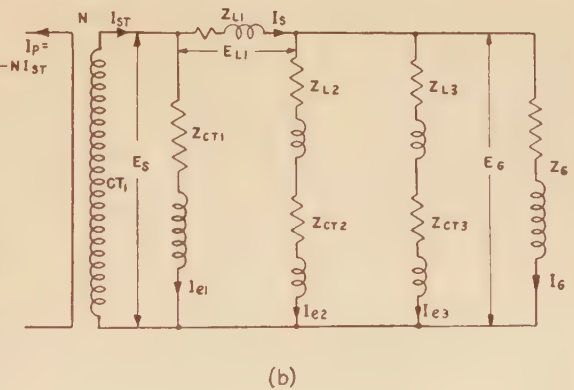 N
I_ST
Z_L1
I_S
I_P=
-NI_ST
E_L1
Z_L2
Z_L3
Z_CT1
E_S
CT_1
E_G
Z_G
Z_CT2
Z_CT3
I_e1
I_e2
I_e3
I_G
(b)